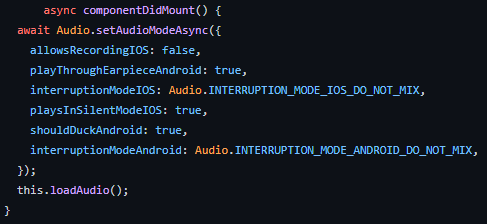 async componentDidMount() {
await Audio.setAudioModeAsync({
allowsRecordingIOS: false,
playThroughEarpieceAndroid: true,
interruptionModeIOS: Audio.INTERRUPTION_MODE_IOS_DO_NOT_MIX,
playsInSilentModeIOS: true,
shouldDuckAndroid: true,
interruptionModeAndroid: Audio.INTERRUPTION_MODE_ANDROID_DO_NOT_MIX,
});
this.loadAudio();
}